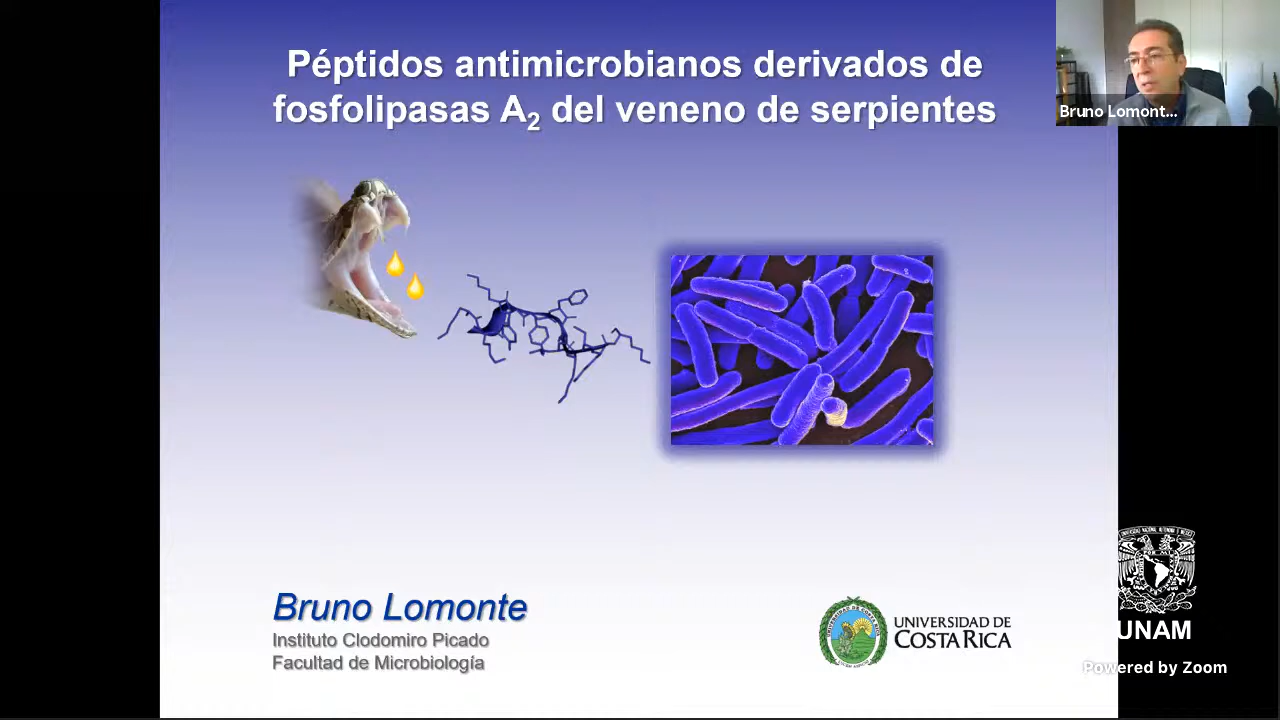 Péptidos antimicrobianos derivados de
fosfolipasas A₂ del veneno de serpientes
Bruno Lomont...
Bruno Lomonte
Instituto Clodomiro Picado
Facultad de Microbiología
UNIVERSIDAD DE
COSTA RICA
UNAM
Powered by Zoom